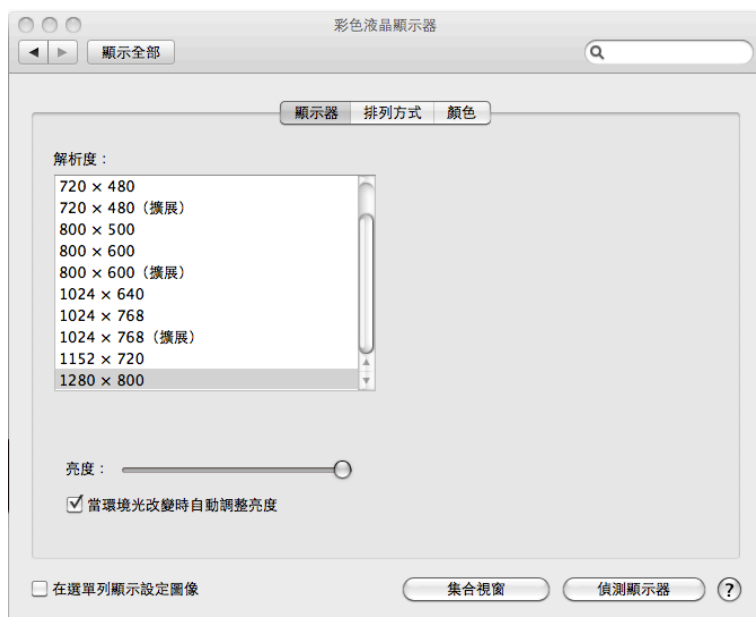 彩色液晶顯示器
顯示全部
顯示器 排列方式 顏色
解析度：
720 × 480
720 × 480（擴展）
800 × 500
800 × 600
800 × 600（擴展）
1024 × 640
1024 × 768
1024 × 768（擴展）
1152 × 720
1280 × 800
亮度：
當環境光改變時自動調整亮度
在選單列顯示設定圖像 集合視窗 偵測顯示器 ?